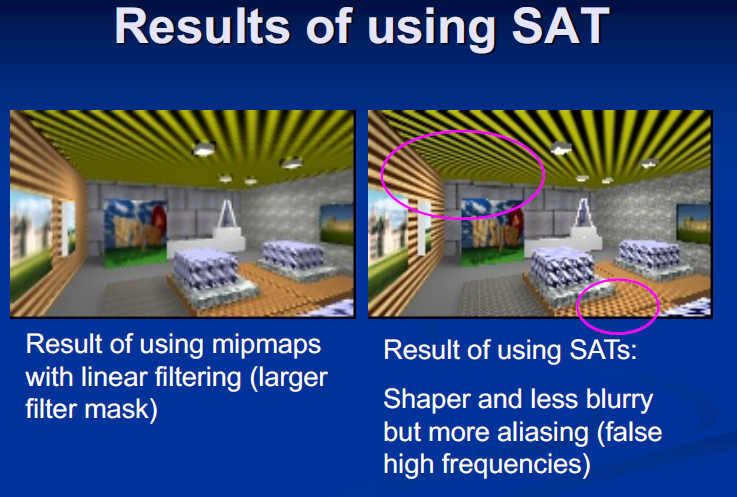 Results of using SAT
Result of using mipmaps
with linear filtering (larger
filter mask)
Result of using SATs:
Shaper and less blurry
but more aliasing (false
high frequencies)